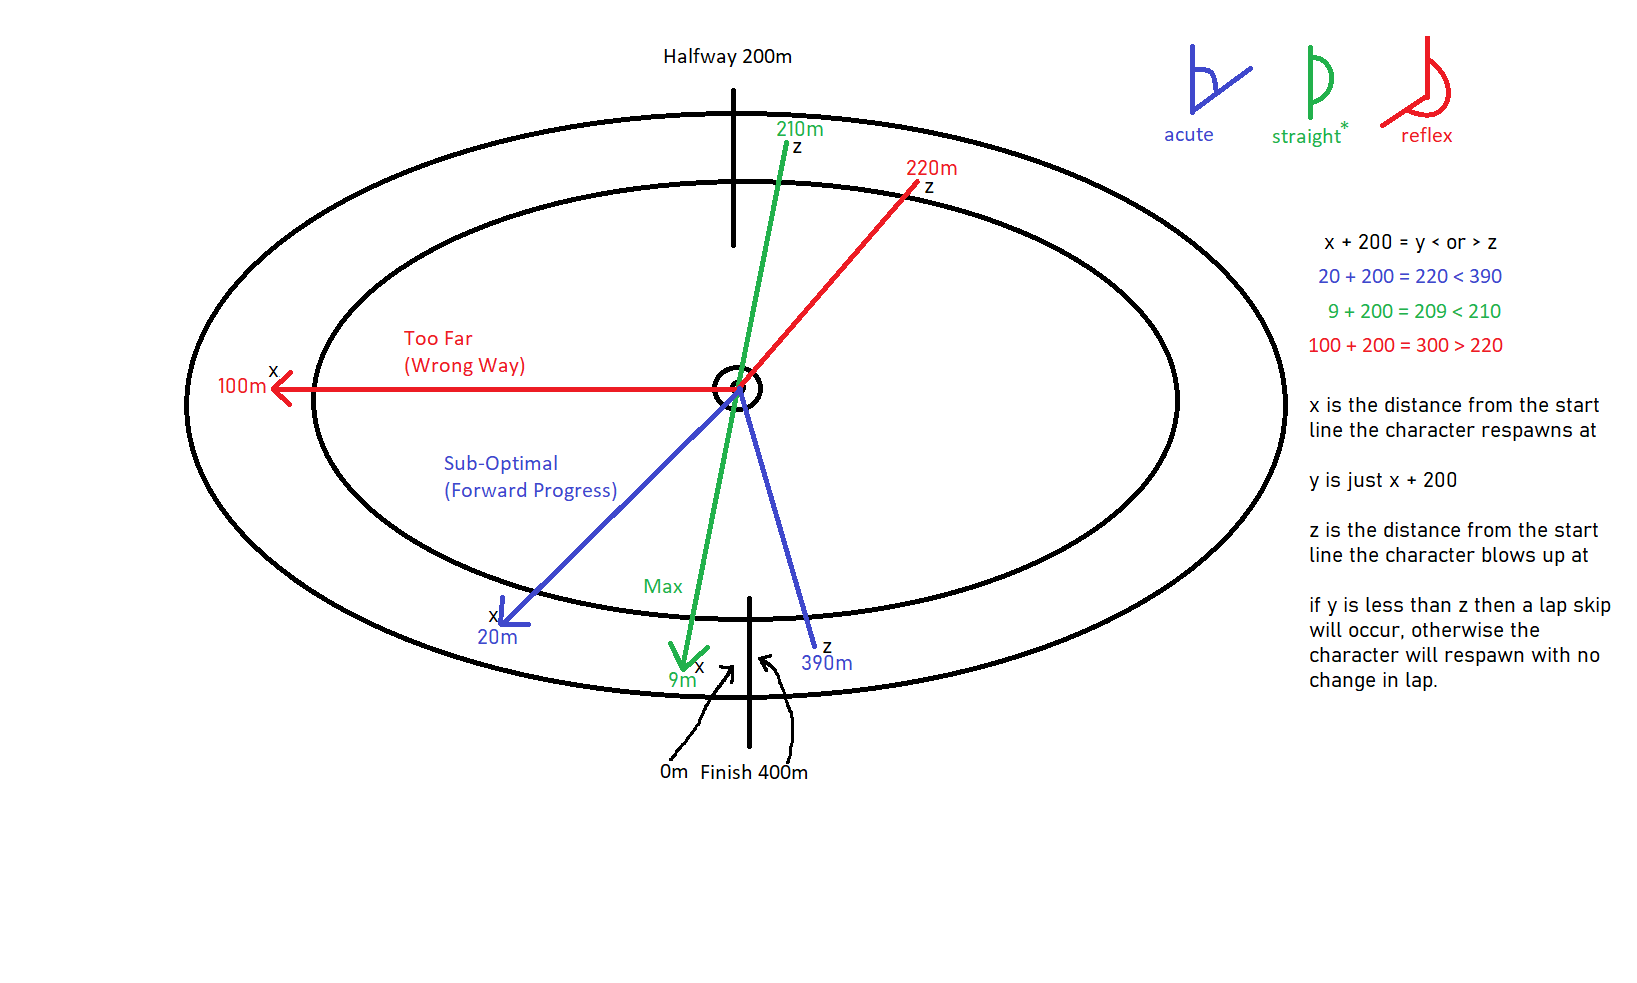 Halfway 200m
210m
z
220m
z
acute
straight*
reflex
x + 200 = y < or > z
20 + 200 = 220 < 390
9 + 200 = 209 < 210
100 + 200 = 300 > 220
Too Far
(Wrong Way)
x
100m
x is the distance from the start
line the character respawns at
y is just x + 200
z is the distance from the start
line the character blows up at
if y is less than z then a lap skip
will occur, otherwise the
character will respawn with no
change in lap.
Sub-Optimal
(Forward Progress)
Max
x
20m
x
9m
z
390m
0m
Finish 400m